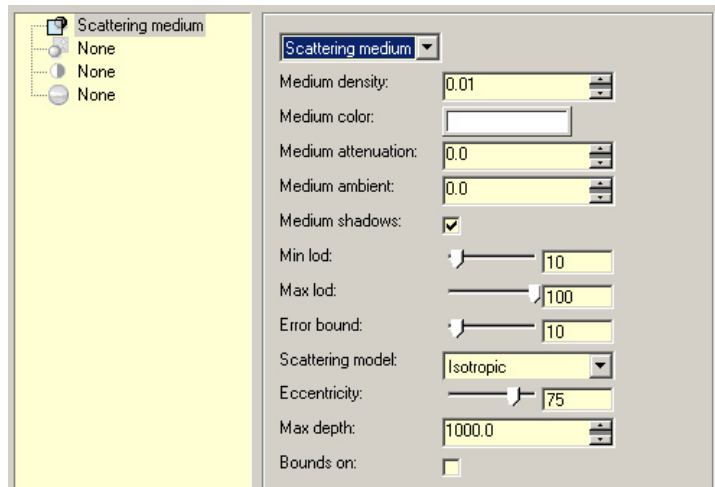 Scattering medium
None
None
None
Scattering medium
Medium density: 0.01
Medium color:
Medium attenuation: 0.0
Medium ambient: 0.0
Medium shadows:
Min lod: 10
Max lod: 100
Error bound: 10
Scattering model: Isotropic
Eccentricity: 75
Max depth: 1000.0
Bounds on: